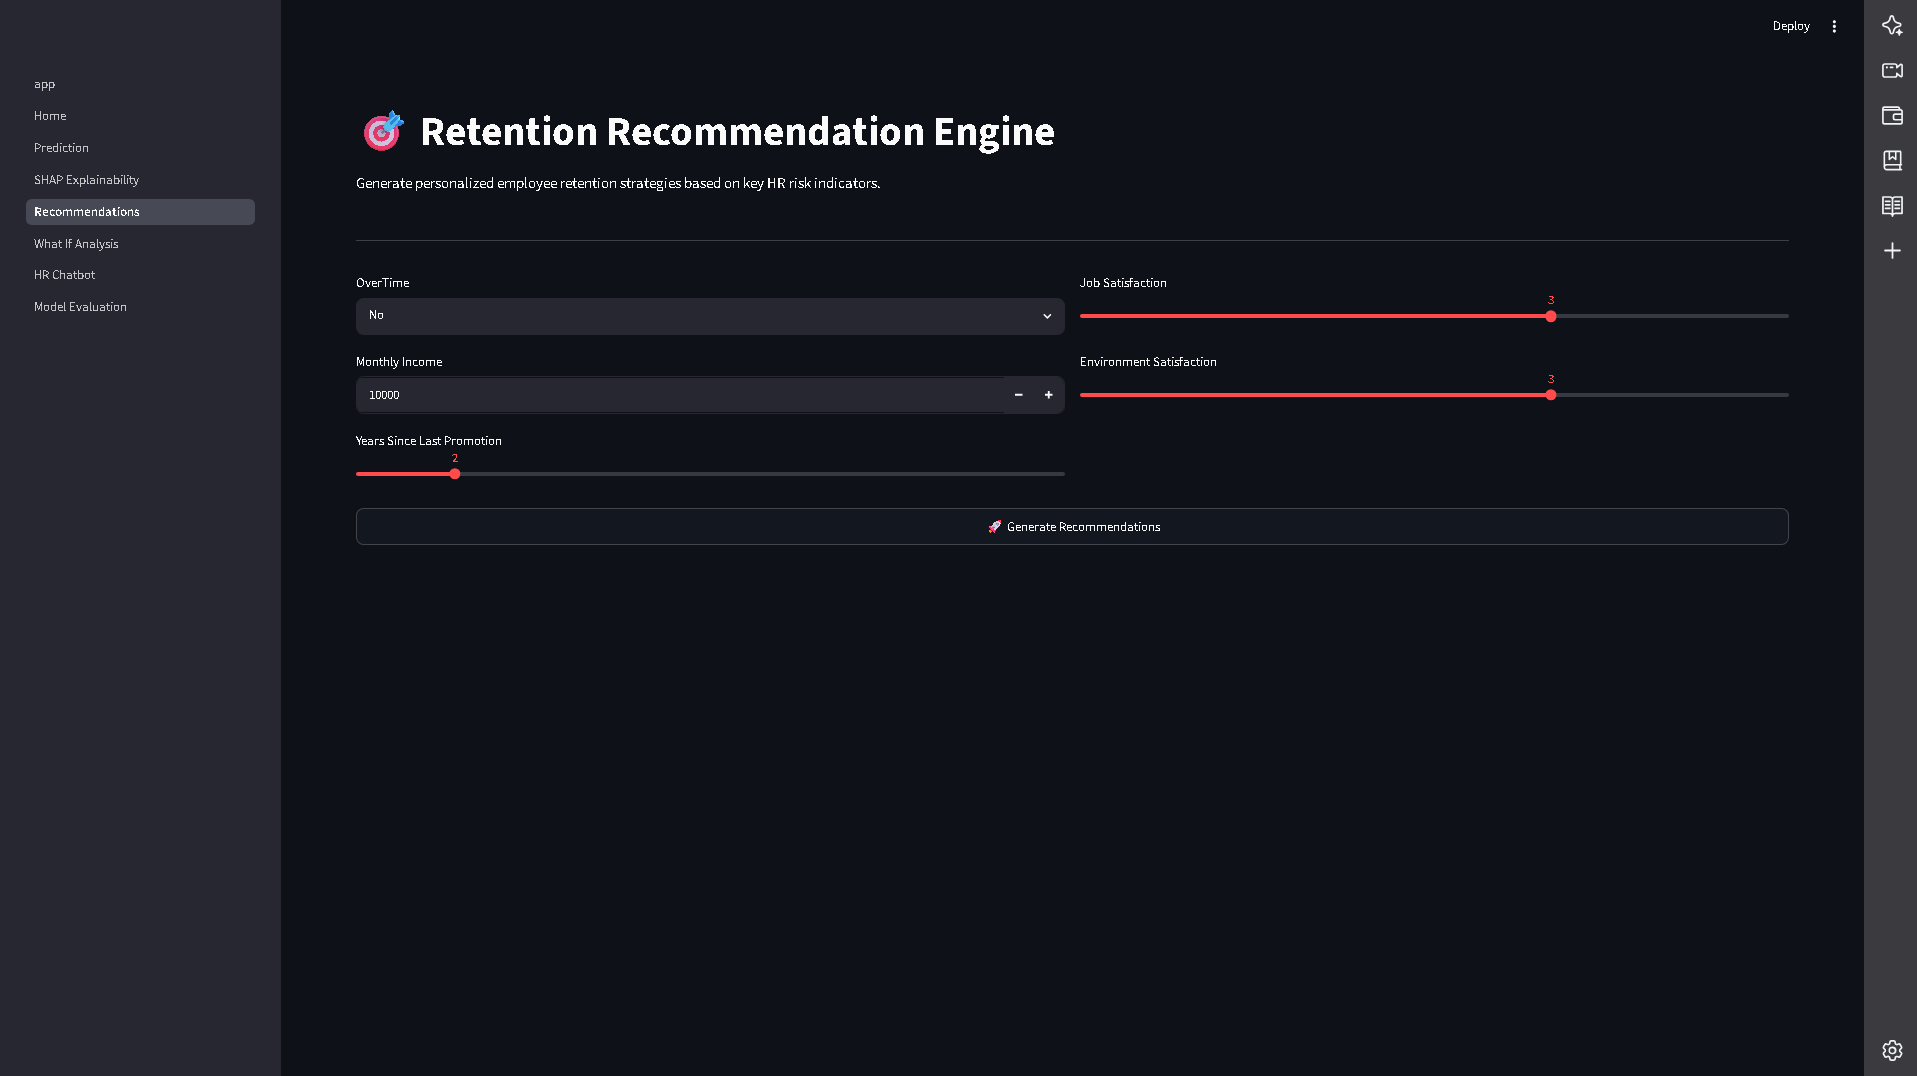 Deploy
app
Home
Prediction
SHAP Explainability
Recommendations
What If Analysis
HR Chatbot
Model Evaluation
Retention Recommendation Engine
Generate personalized employee retention strategies based on key HR risk indicators.
OverTime
No
Monthly Income
10000
Years Since Last Promotion
2
Job Satisfaction
3
Environment Satisfaction
3
Generate Recommendations